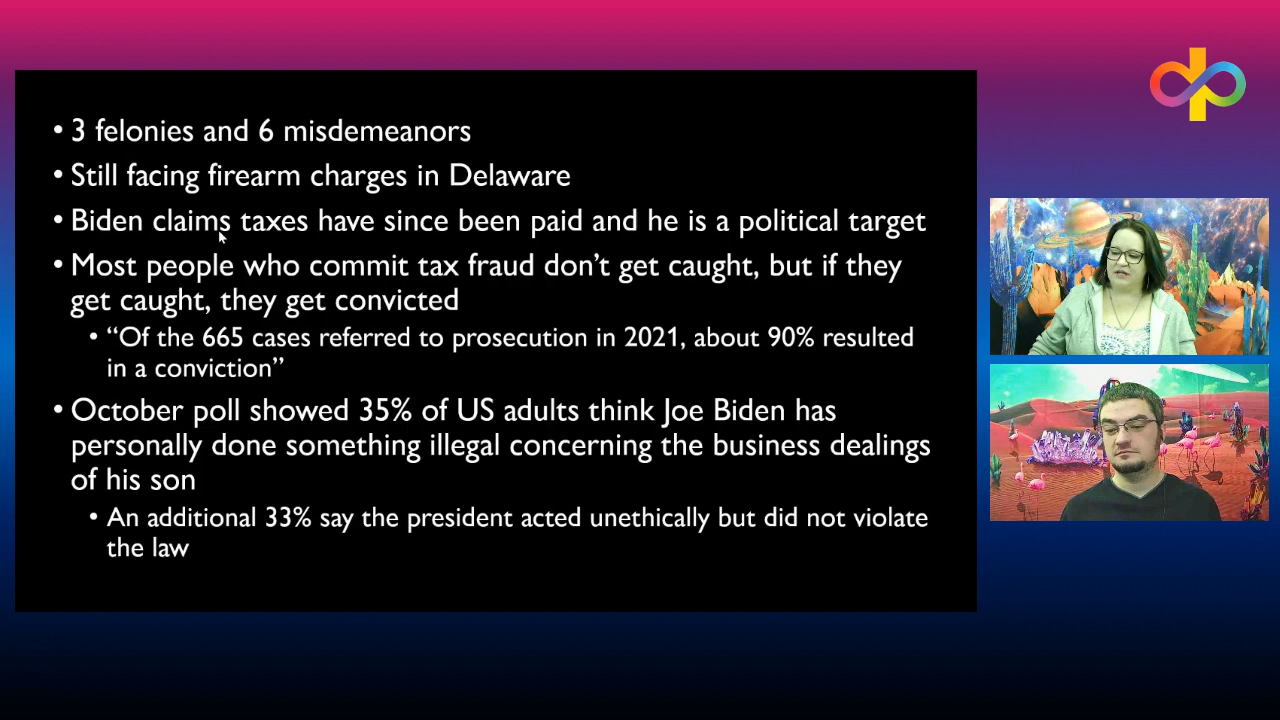 • 3 felonies and 6 misdemeanors
• Still facing firearm charges in Delaware
• Biden claims taxes have since been paid and he is a political target
• Most people who commit tax fraud don’t get caught, but if they
get caught, they get convicted
• “Of the 665 cases referred to prosecution in 2021, about 90% resulted
in a conviction”
• October poll showed 35% of US adults think Joe Biden has
personally done something illegal concerning the business dealings
of his son
• An additional 33% say the president acted unethically but did not violate
the law